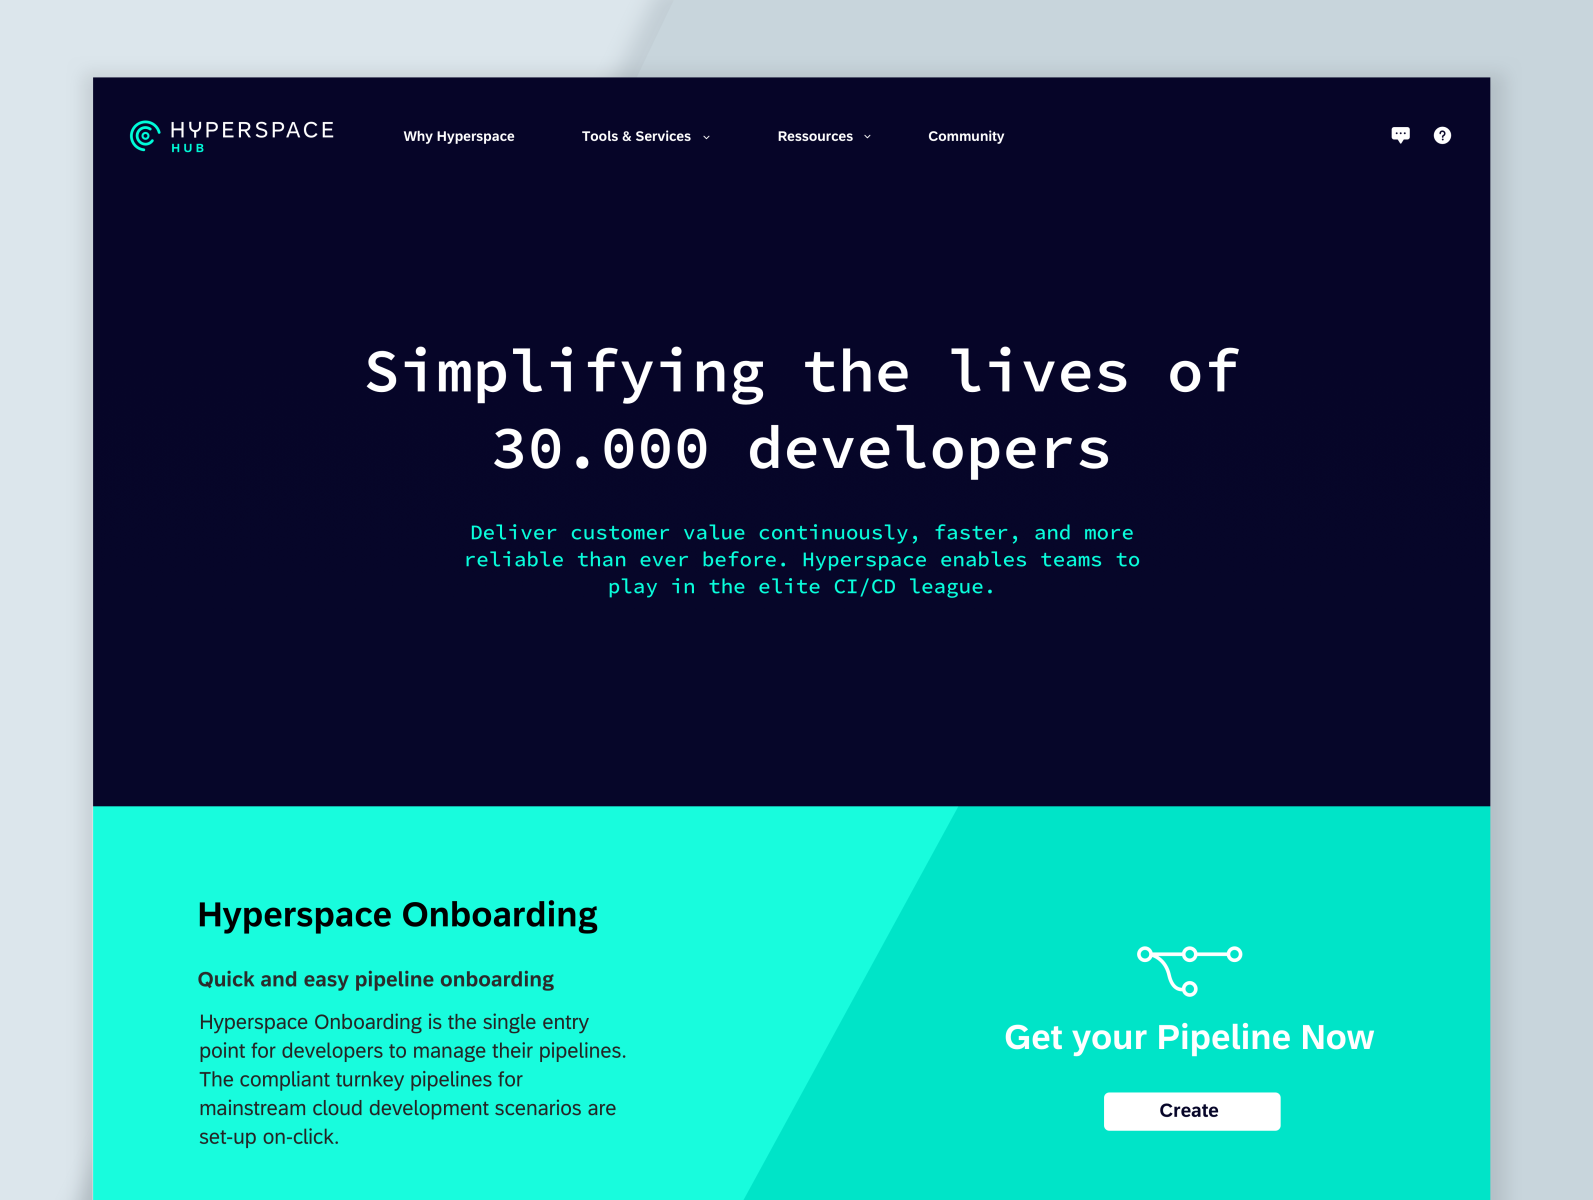 HYPERSPACE
HUB
Why Hyperspace
Tools & Services
Ressources
Community
Simplifying the lives of
30.000 developers
Deliver customer value continuously, faster, and more
reliable than ever before. Hyperspace enables teams to
play in the elite CI/CD league.
Hyperspace Onboarding
Quick and easy pipeline onboarding
Hyperspace Onboarding is the single entry
point for developers to manage their pipelines.
The compliant turnkey pipelines for
mainstream cloud development scenarios are
set-up on-click.
Get your Pipeline Now
Create